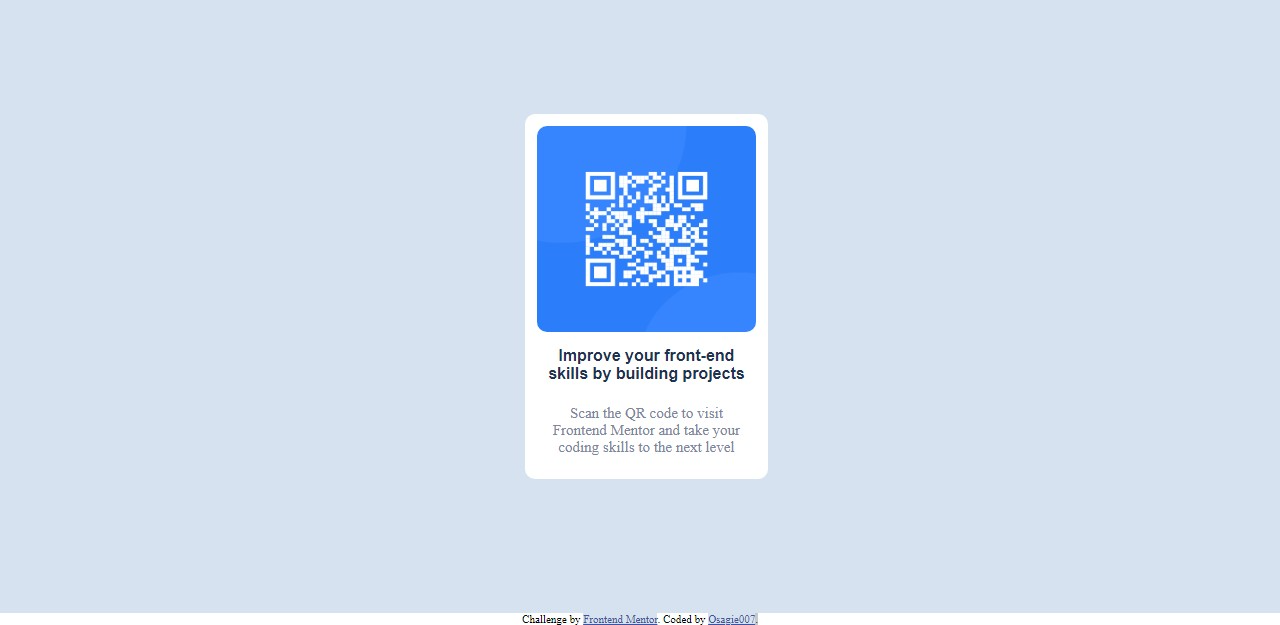 Improve your front-end
skills by building projects
Scan the QR code to visit
Frontend Mentor and take your
coding skills to the next level
Challenge by Frontend Mentor. Coded by Osagie007.